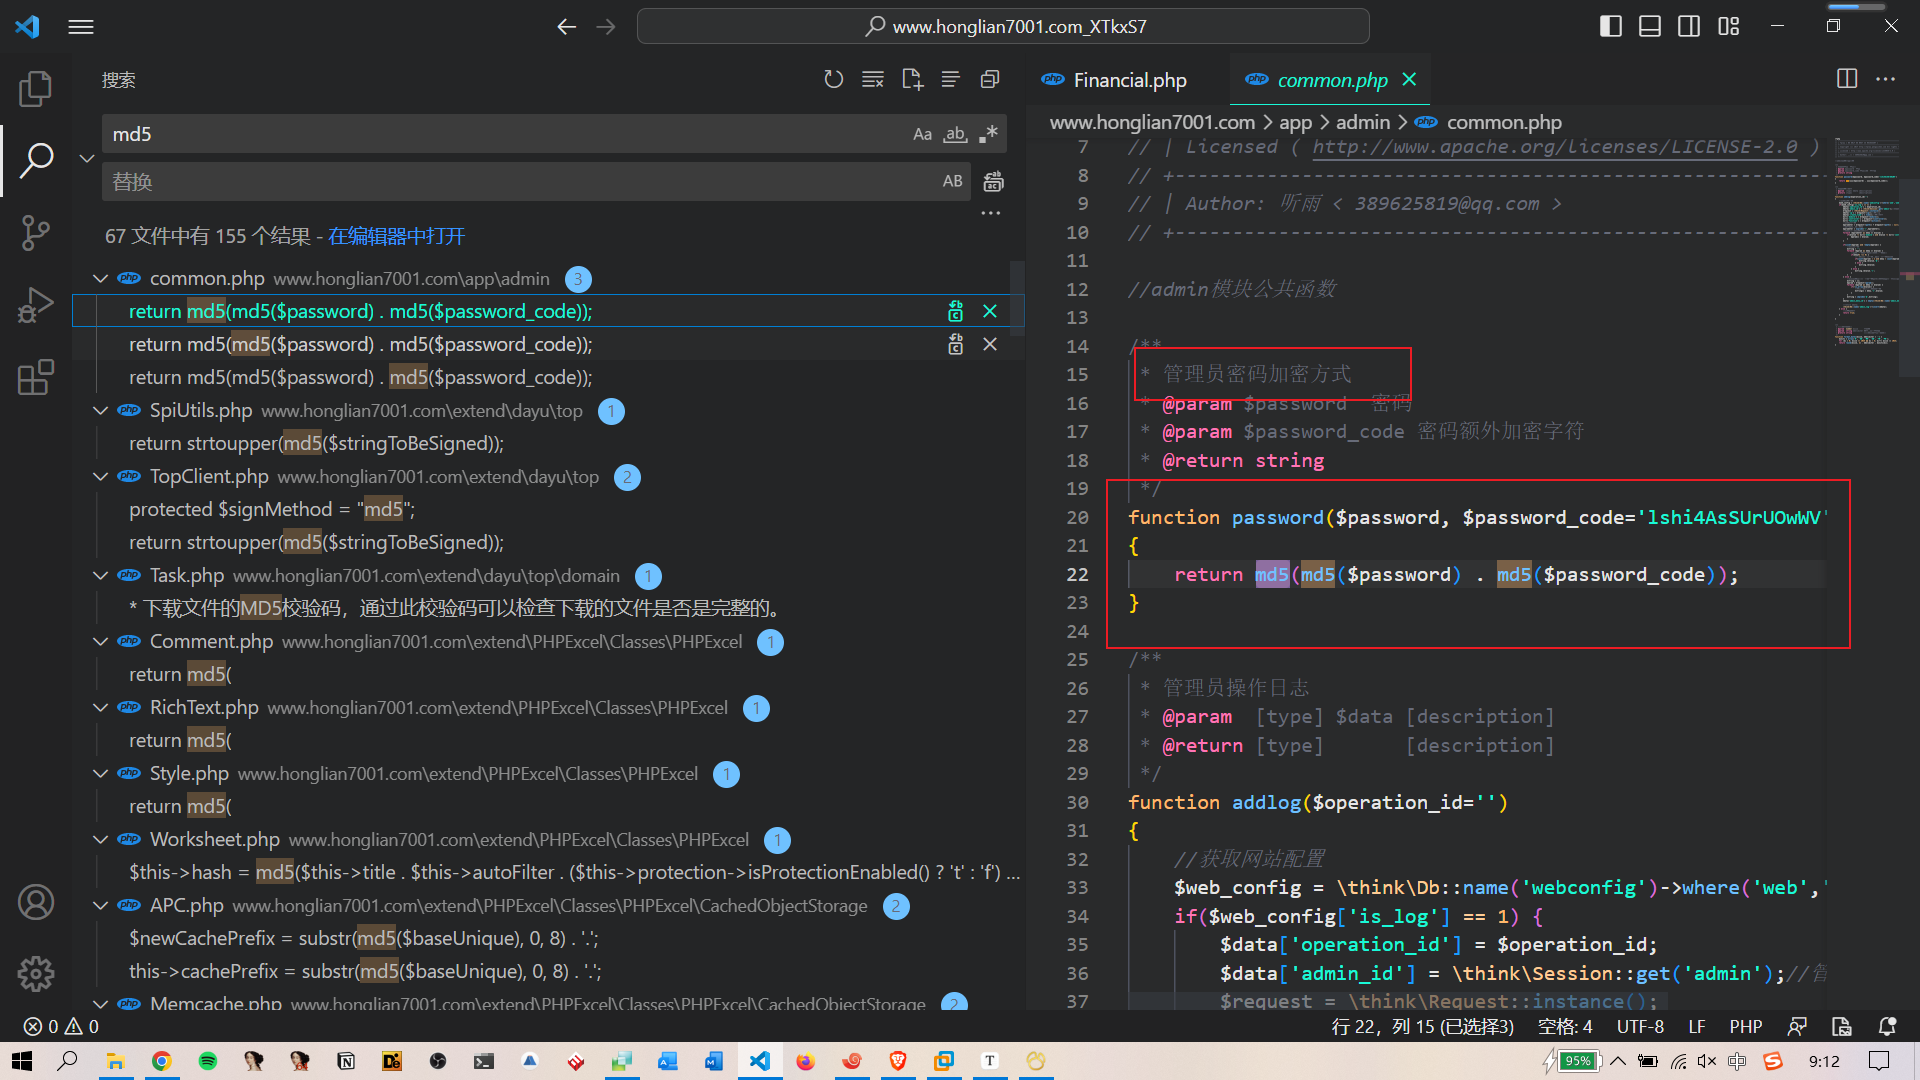 www.honglian7001.com_XTkxS7
搜索
md5
Aa ab .*
替换
AB
67 文件中有 155 个结果 - 在编辑器中打开
common.php www.honglian7001.com\app\admin 3
return md5(md5($password) . md5($password_code));
return md5(md5($password) . md5($password_code));
return md5(md5($password) . md5($password_code));
SpiUtils.php www.honglian7001.com\extend\dayu\top 1
return strtoupper(md5($stringToBeSigned));
TopClient.php www.honglian7001.com\extend\dayu\top 2
protected $signMethod = "md5";
return strtoupper(md5($stringToBeSigned));
Task.php www.honglian7001.com\extend\dayu\top\domain 1
* 下载文件的MD5校验码，通过此校验码可以检查下载的文件是否是完整的。
Comment.php www.honglian7001.com\extend\PHPExcel\Classes\PHPExcel 1
return md5(
RichText.php www.honglian7001.com\extend\PHPExcel\Classes\PHPExcel 1
return md5(
Style.php www.honglian7001.com\extend\PHPExcel\Classes\PHPExcel 1
return md5(
Worksheet.php www.honglian7001.com\extend\PHPExcel\Classes\PHPExcel 1
$this->hash = md5($this->title . $this->autoFilter . ($this->protection->isProtectionEnabled() ? 't' : 'f') ...
APC.php www.honglian7001.com\extend\PHPExcel\Classes\PHPExcel\CachedObjectStorage 2
$newCachePrefix = substr(md5($baseUnique), 0, 8) . '.';
this->cachePrefix = substr(md5($baseUnique), 0, 8) . '.';
Memcache.php www.honglian7001.com\extend\PHPExcel\Classes\PHPExcel\CachedObjectStorage 2
php Financial.php
php common.php
www.honglian7001.com > app > admin > php common.php
7 // | Licensed ( http://www.apache.org/licenses/LICENSE-2.0 )
8 // +---------------------------------------------------------
9 // | Author: 听雨 < 389625819@qq.com >
10 // +---------------------------------------------------------
11
12 //admin模块公共函数
13
14 /**
15 * 管理员密码加密方式
16 * @param $password 密码
17 * @param $password_code 密码额外加密字符
18 * @return string
19 */
20 function password($password, $password_code='lshi4AsSUrUOwWV'
21 {
22 return md5(md5($password) . md5($password_code));
23 }
24
25 /**
26 * 管理员操作日志
27 * @param [type] $data [description]
28 * @return [type] [description]
29 */
30 function addlog($operation_id='')
31 {
32 //获取网站配置
33 $web_config = \think\Db::name('webconfig')->where('web','
34 if($web_config['is_log'] == 1) {
35 $data['operation_id'] = $operation_id;
36 $data['admin_id'] = \think\Session::get('admin');//管
37 $request = \think\Request::instance();
0 0
行 22，列 15 (已选择3) 空格: 4 UTF-8 LF PHP
95%
中
9:12